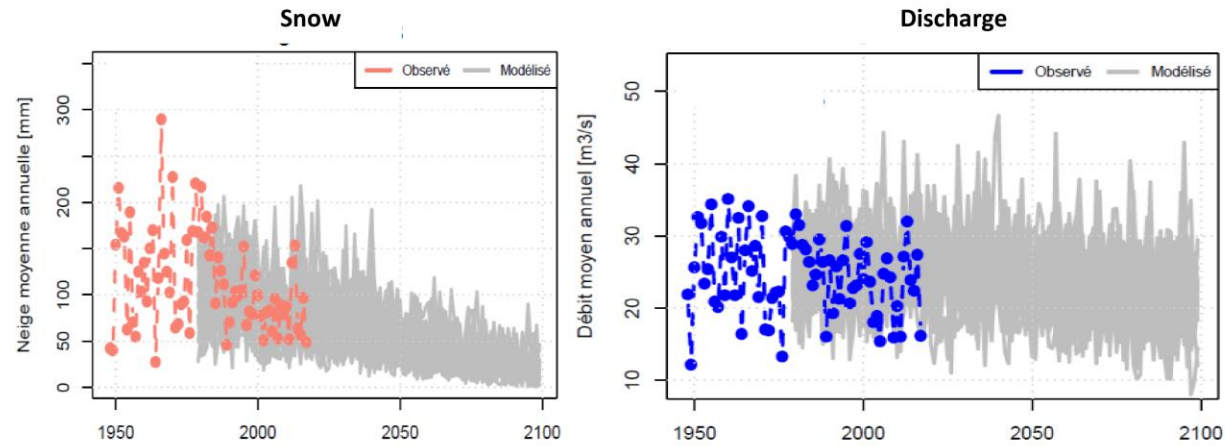 Snow
Discharge
Observé Modélisé
Observé Modélisé
Neige moyenne annuelle [mm]
0 50 100 200 300
1950 2000 2050 2100
Débit moyen annuel [m3/s]
10 20 30 40 50
1950 2000 2050 2100